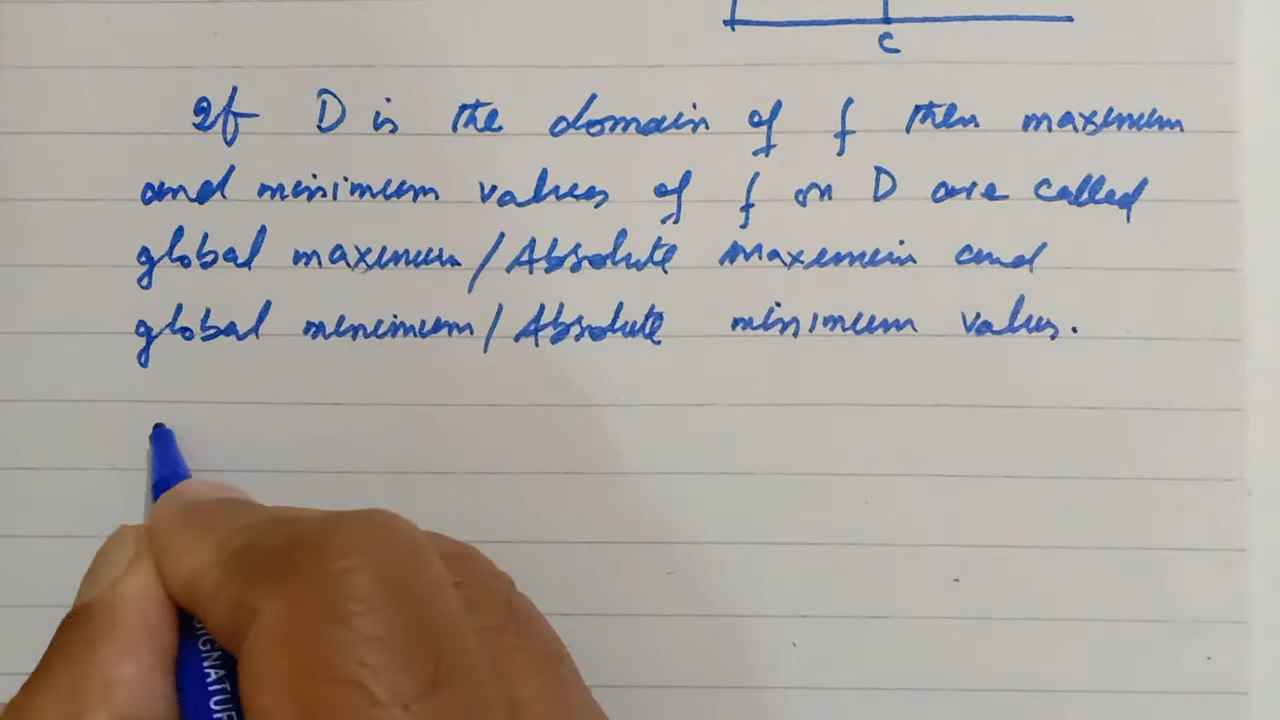 c
If D is the domain of f then maximum
and minimum values of f on D are called
global maximum/Absolute maximum and
global minimum/Absolute minimum values.
SIGNATUR